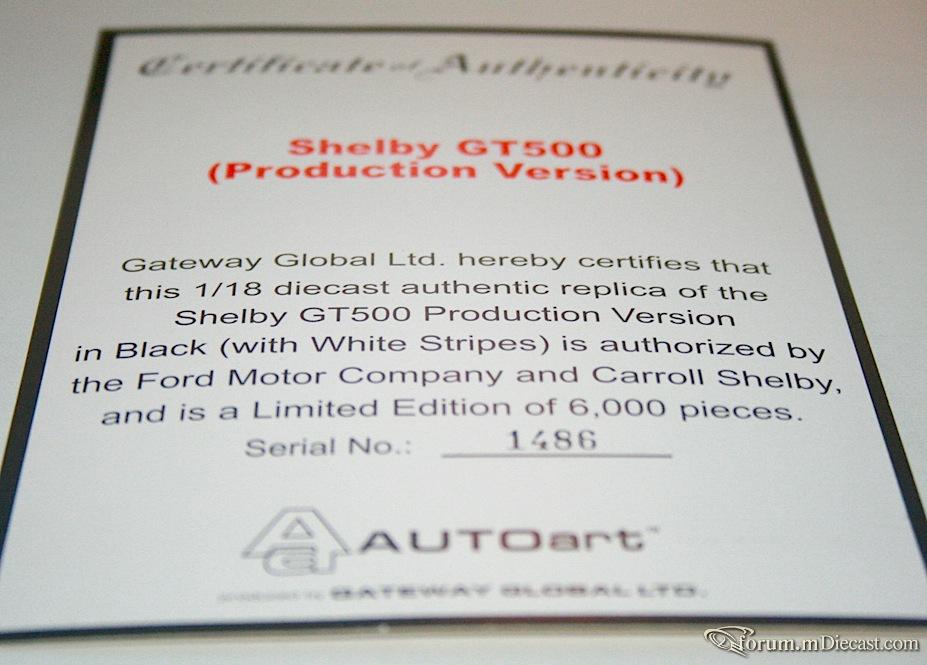 Certificate of Authenticity
Shelby GT500
(Production Version)
Gateway Global Ltd. hereby certifies that
this 1/18 diecast authentic replica of the
Shelby GT500 Production Version
in Black (with White Stripes) is authorized by
the Ford Motor Company and Carroll Shelby,
and is a Limited Edition of 6,000 pieces.
Serial No.: 1486
AUTOart™
GATEWAY GLOBAL LTD.
forum.mDiecast.com